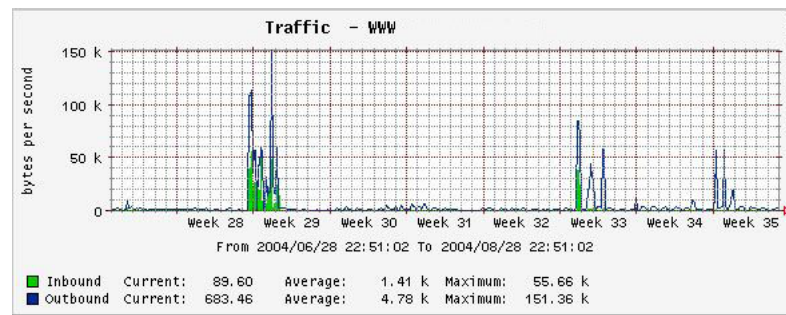 Traffic - WWW
150 k
100 k
50 k
0
bytes per second
Week 28 Week 29 Week 30 Week 31 Week 32 Week 33 Week 34 Week 35
From 2004/06/28 22:51:02 To 2004/08/28 22:51:02
Inbound Current: 89.60 Average: 1.41 k Maximum: 55.66 k
Outbound Current: 683.46 Average: 4.78 k Maximum: 151.36 k